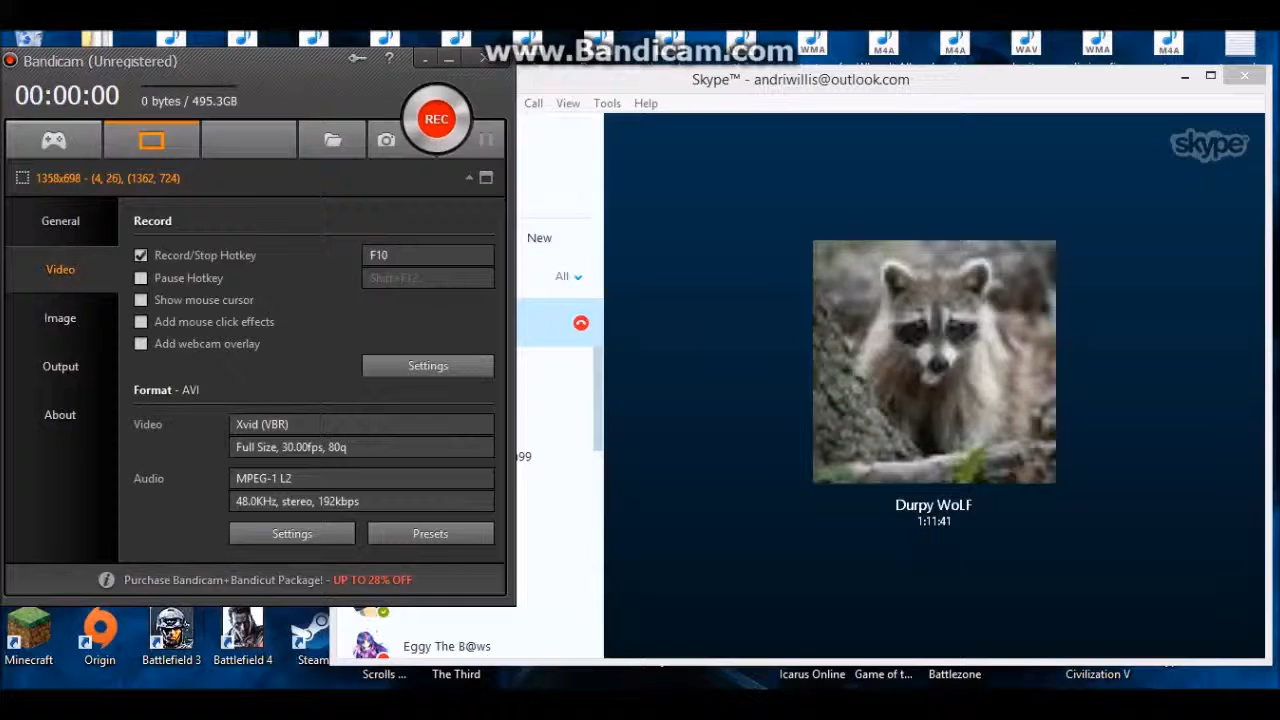 www.Bandicam.com
WMA
M4A
M4A
WAV
WMA
M4A
Bandicam (Unregistered)
?
00:00:00
0 bytes / 495.3GB
REC
1358x698 - (4, 26), (1362, 724)
General
Video
Image
Output
About
Record
Record/Stop Hotkey
F10
Pause Hotkey
Shift+F12
Show mouse cursor
Add mouse click effects
Add webcam overlay
Settings
Format - AVI
Video
Xvid (VBR)
Full Size, 30.00fps, 80q
Audio
MPEG-1 L2
48.0KHz, stereo, 192kbps
Settings
Presets
Purchase Bandicam+Bandicut Package! - UP TO 28% OFF
Skype™ - andriwillis@outlook.com
Call View Tools Help
skype
New
All
99
Durpy WoLF
1:11:41
Eggy The B@ws
Minecraft
Origin
Battlefield 3
Battlefield 4
Steam
Scrolls ...
The Third
Icarus Online
Game of t...
Battlezone
Civilization V